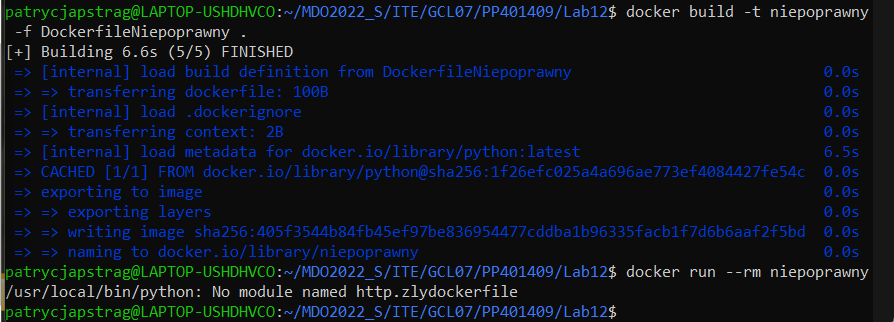 patrycjapstrag@LAPTOP-USHDHVCO:~/MDO2022_S/ITE/GCL07/PP401409/Lab12$ docker build -t niepoprawny
-f DockerfileNiepoprawny .
[+] Building 6.6s (5/5) FINISHED
=> [internal] load build definition from DockerfileNiepoprawny 0.0s
=> => transferring dockerfile: 100B 0.0s
=> [internal] load .dockerignore 0.0s
=> => transferring context: 2B 0.0s
=> [internal] load metadata for docker.io/library/python:latest 6.5s
=> CACHED [1/1] FROM docker.io/library/python@sha256:1f26efc025a4a696ae773ef4084427fe54c 0.0s
=> exporting to image 0.0s
=> => exporting layers 0.0s
=> => writing image sha256:405f3544b84fb45ef97be836954477cddba1b96335facb1f7d6b6aaf2f5bd 0.0s
=> => naming to docker.io/library/niepoprawny 0.0s
patrycjapstrag@LAPTOP-USHDHVCO:~/MDO2022_S/ITE/GCL07/PP401409/Lab12$ docker run --rm niepoprawny
/usr/local/bin/python: No module named http.zlydockerfile
patrycjapstrag@LAPTOP-USHDHVCO:~/MDO2022_S/ITE/GCL07/PP401409/Lab12$